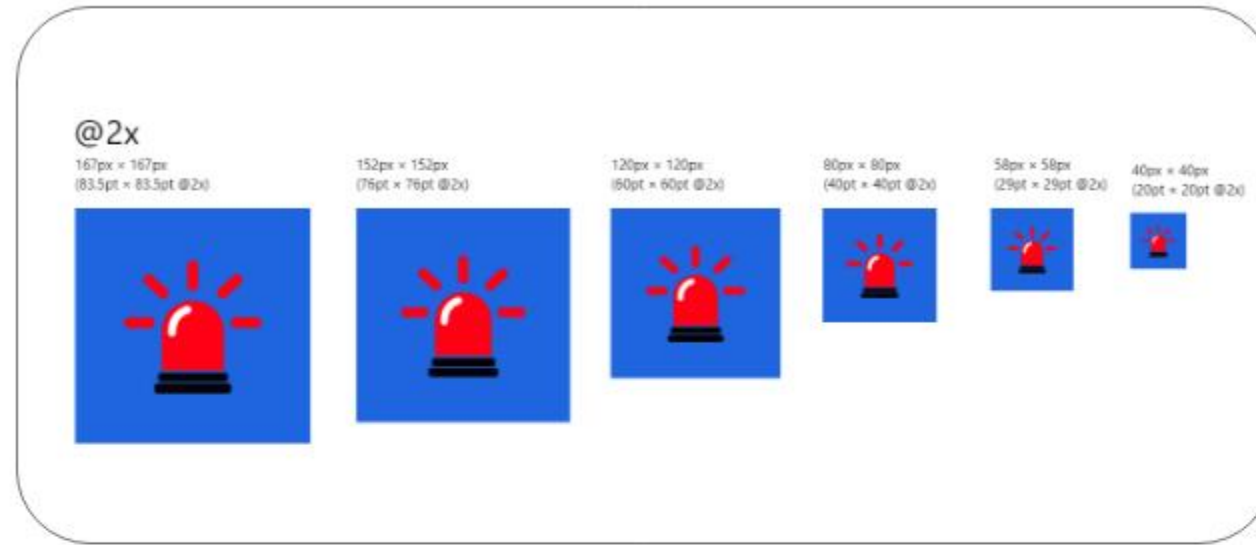 @2x
167px × 167px
(83.5pt × 83.5pt @2x)
152px × 152px
(76pt × 76pt @2x)
120px × 120px
(60pt × 60pt @2x)
80px × 80px
(40pt × 40pt @2x)
58px × 58px
(29pt × 29pt @2x)
40px × 40px
(20pt × 20pt @2x)